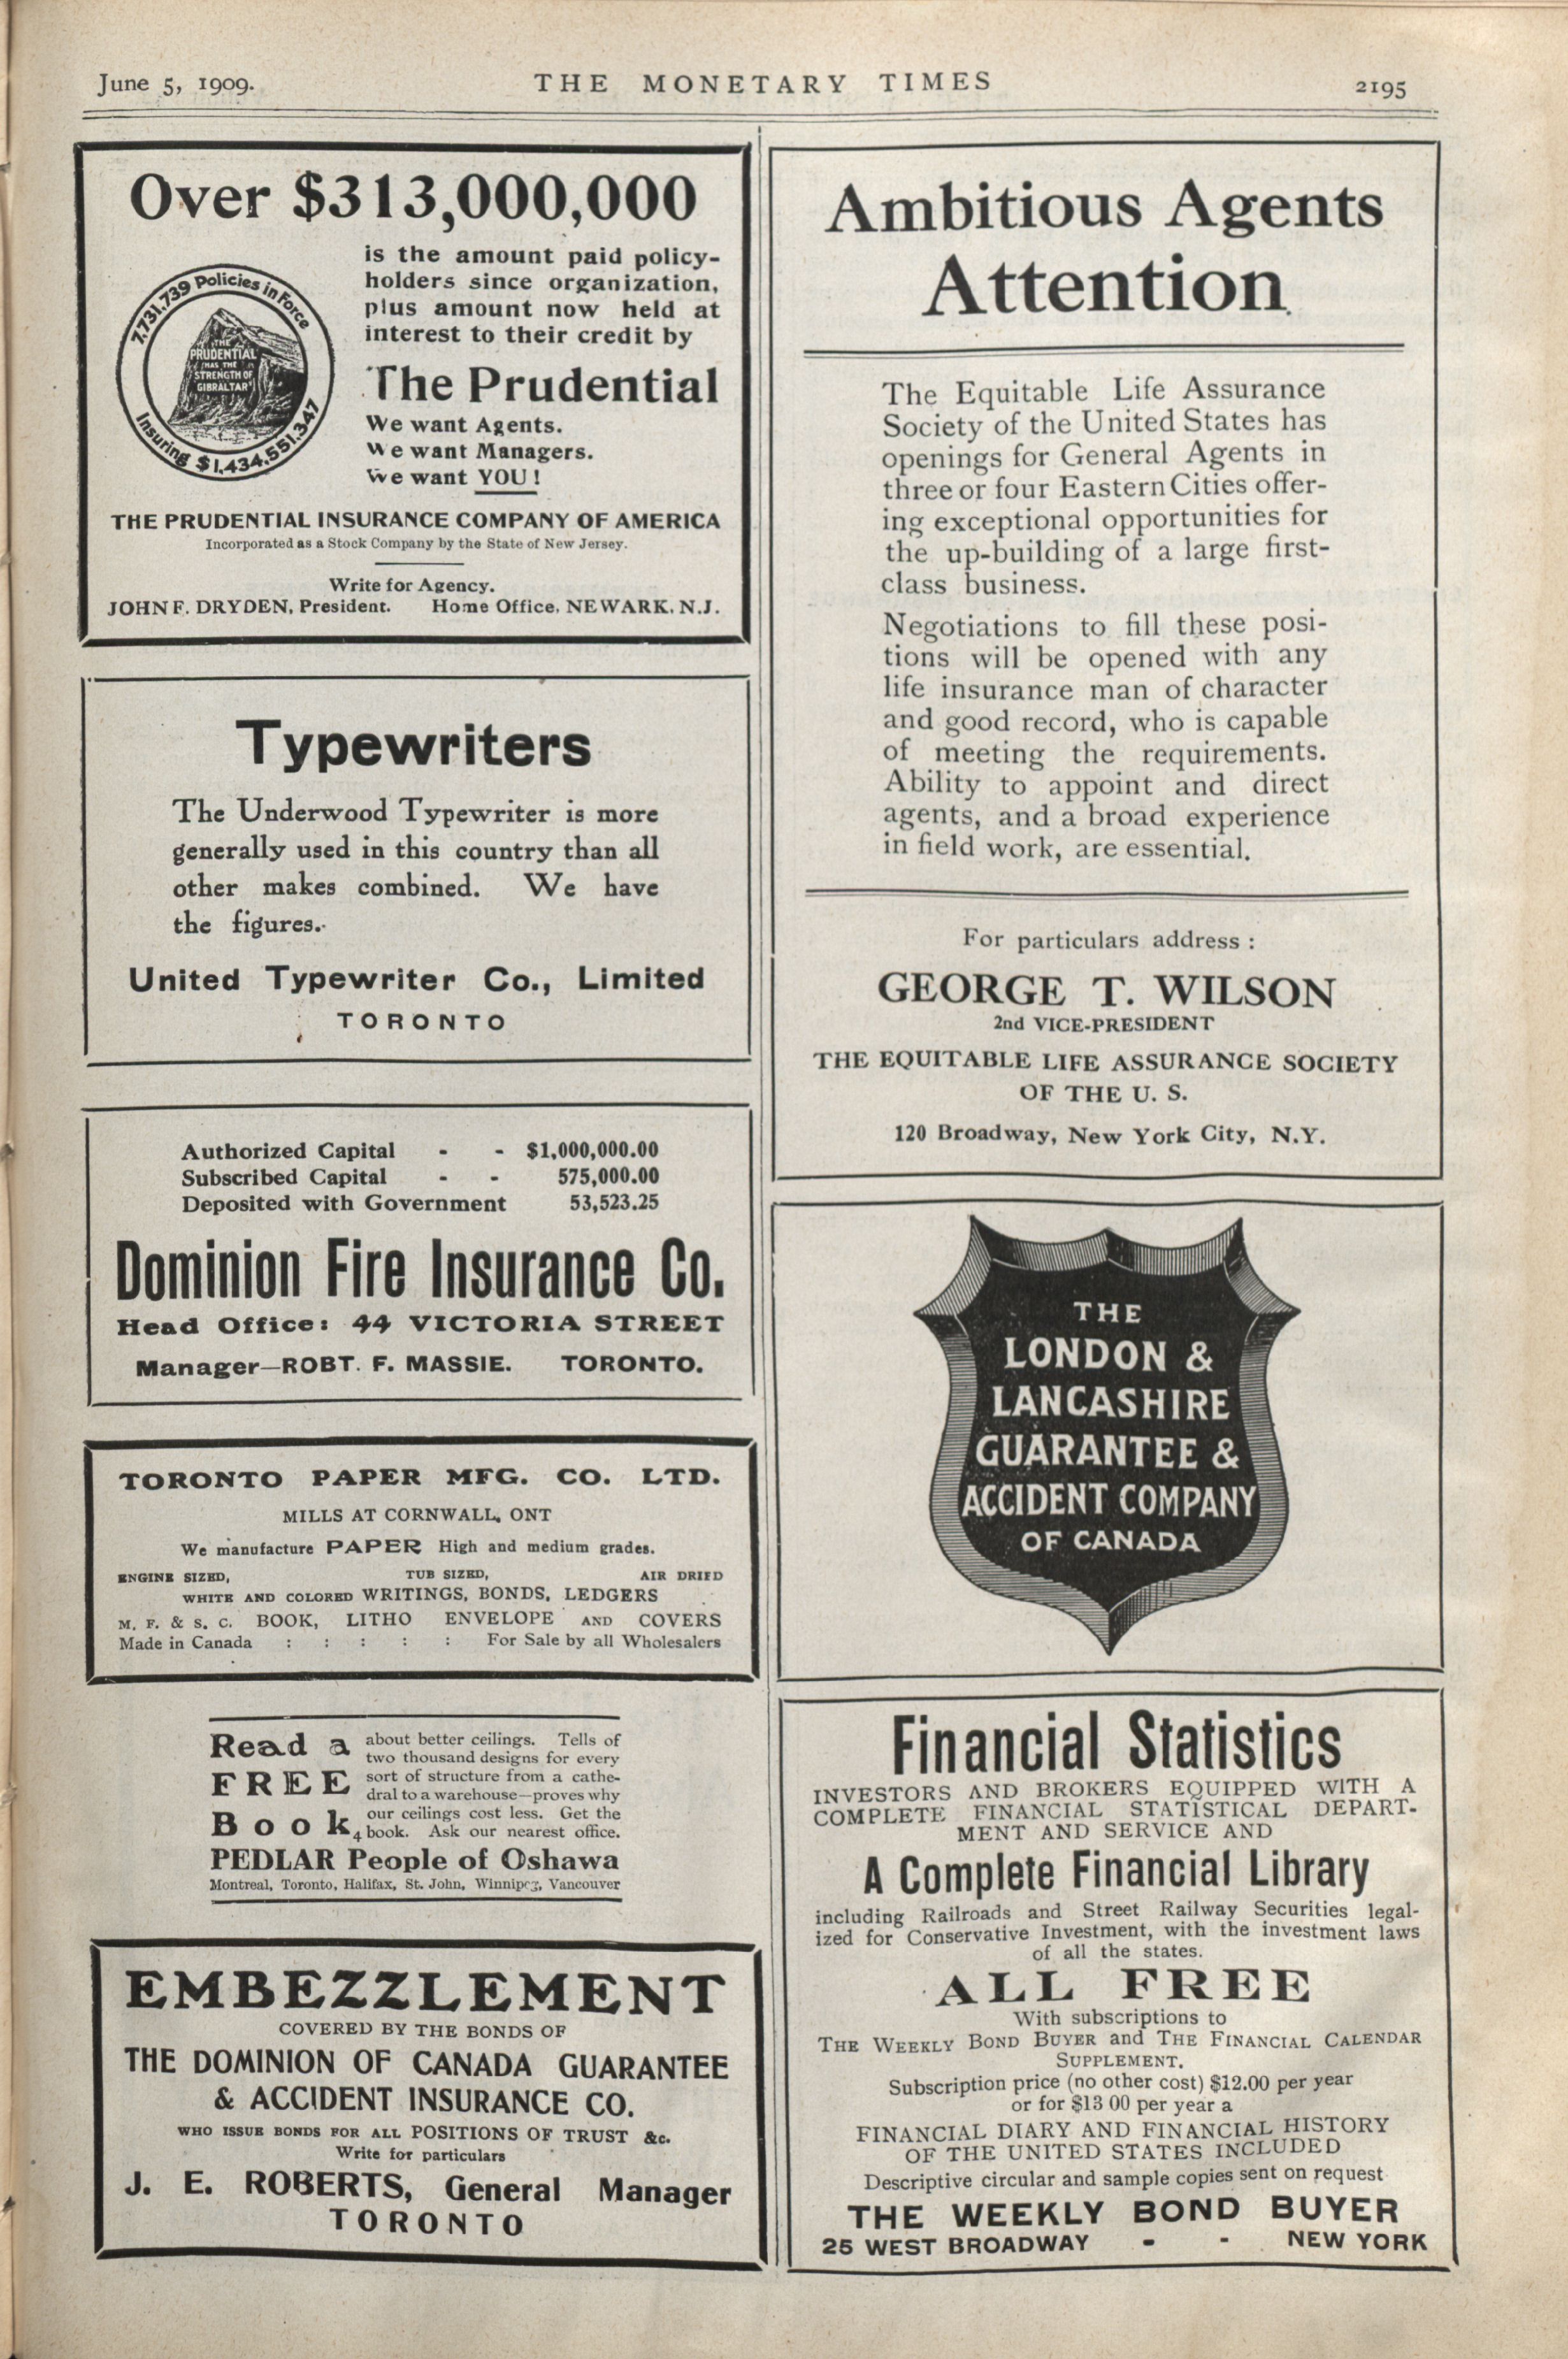 June 5, 1909.
THE MONETARY TIMES
2195
Over $313,000,000
is the amount paid policy-
holders since organization,
plus amount now held at
interest to their credit by
7,731,739 Policies in Force
THE
PRUDENTIAL
HAS THE
STRENGTH OF
GIBRALTAR
Insuring $1,434,551,347
The Prudential
We want Agents.
We want Managers.
We want YOU!
THE PRUDENTIAL INSURANCE COMPANY OF AMERICA
Incorporated as a Stock Company by the State of New Jersey.
Write for Agency.
JOHN F. DRYDEN, President. Home Office, NEWARK, N.J.
Typewriters
The Underwood Typewriter is more
generally used in this country than all
other makes combined. We have
the figures.
United Typewriter Co., Limited
TORONTO
Authorized Capital - - $1,000,000.00
Subscribed Capital - - 575,000.00
Deposited with Government 53,523.25
Dominion Fire Insurance Co.
Head Office: 44 VICTORIA STREET
Manager—ROBT. F. MASSIE. TORONTO.
TORONTO PAPER MFG. CO. LTD.
MILLS AT CORNWALL, ONT
We manufacture PAPER High and medium grades.
ENGINE SIZED, TUB SIZED, AIR DRIED
WHITE AND COLORED WRITINGS, BONDS, LEDGERS
M. F. & S. C. BOOK, LITHO ENVELOPE AND COVERS
Made in Canada : : : : : For Sale by all Wholesalers
Read a
FREE
Book
4
about better ceilings. Tells of
two thousand designs for every
sort of structure from a cathe-
dral to a warehouse—proves why
our ceilings cost less. Get the
book. Ask our nearest office.
PEDLAR People of Oshawa
Montreal, Toronto, Halifax, St. John, Winnipeg, Vancouver
EMBEZZLEMENT
COVERED BY THE BONDS OF
THE DOMINION OF CANADA GUARANTEE
& ACCIDENT INSURANCE CO.
WHO ISSUE BONDS FOR ALL POSITIONS OF TRUST &c.
Write for particulars
J. E. ROBERTS, General Manager
TORONTO
Ambitious Agents
Attention
The Equitable Life Assurance
Society of the United States has
openings for General Agents in
three or four Eastern Cities offer-
ing exceptional opportunities for
the up-building of a large first-
class business.
Negotiations to fill these posi-
tions will be opened with any
life insurance man of character
and good record, who is capable
of meeting the requirements.
Ability to appoint and direct
agents, and a broad experience
in field work, are essential.
For particulars address :
GEORGE T. WILSON
2nd VICE-PRESIDENT
THE EQUITABLE LIFE ASSURANCE SOCIETY
OF THE U. S.
120 Broadway, New York City, N.Y.
THE
LONDON &
LANCASHIRE
GUARANTEE &
ACCIDENT COMPANY
OF CANADA
Financial Statistics
INVESTORS AND BROKERS EQUIPPED WITH A
COMPLETE FINANCIAL STATISTICAL DEPART-
MENT AND SERVICE AND
A Complete Financial Library
including Railroads and Street Railway Securities legal-
ized for Conservative Investment, with the investment laws
of all the states.
ALL FREE
With subscriptions to
THE WEEKLY BOND BUYER and THE FINANCIAL CALENDAR
SUPPLEMENT.
Subscription price (no other cost) $12.00 per year
or for $13 00 per year a
FINANCIAL DIARY AND FINANCIAL HISTORY
OF THE UNITED STATES INCLUDED
Descriptive circular and sample copies sent on request
THE WEEKLY BOND BUYER
25 WEST BROADWAY - - NEW YORK